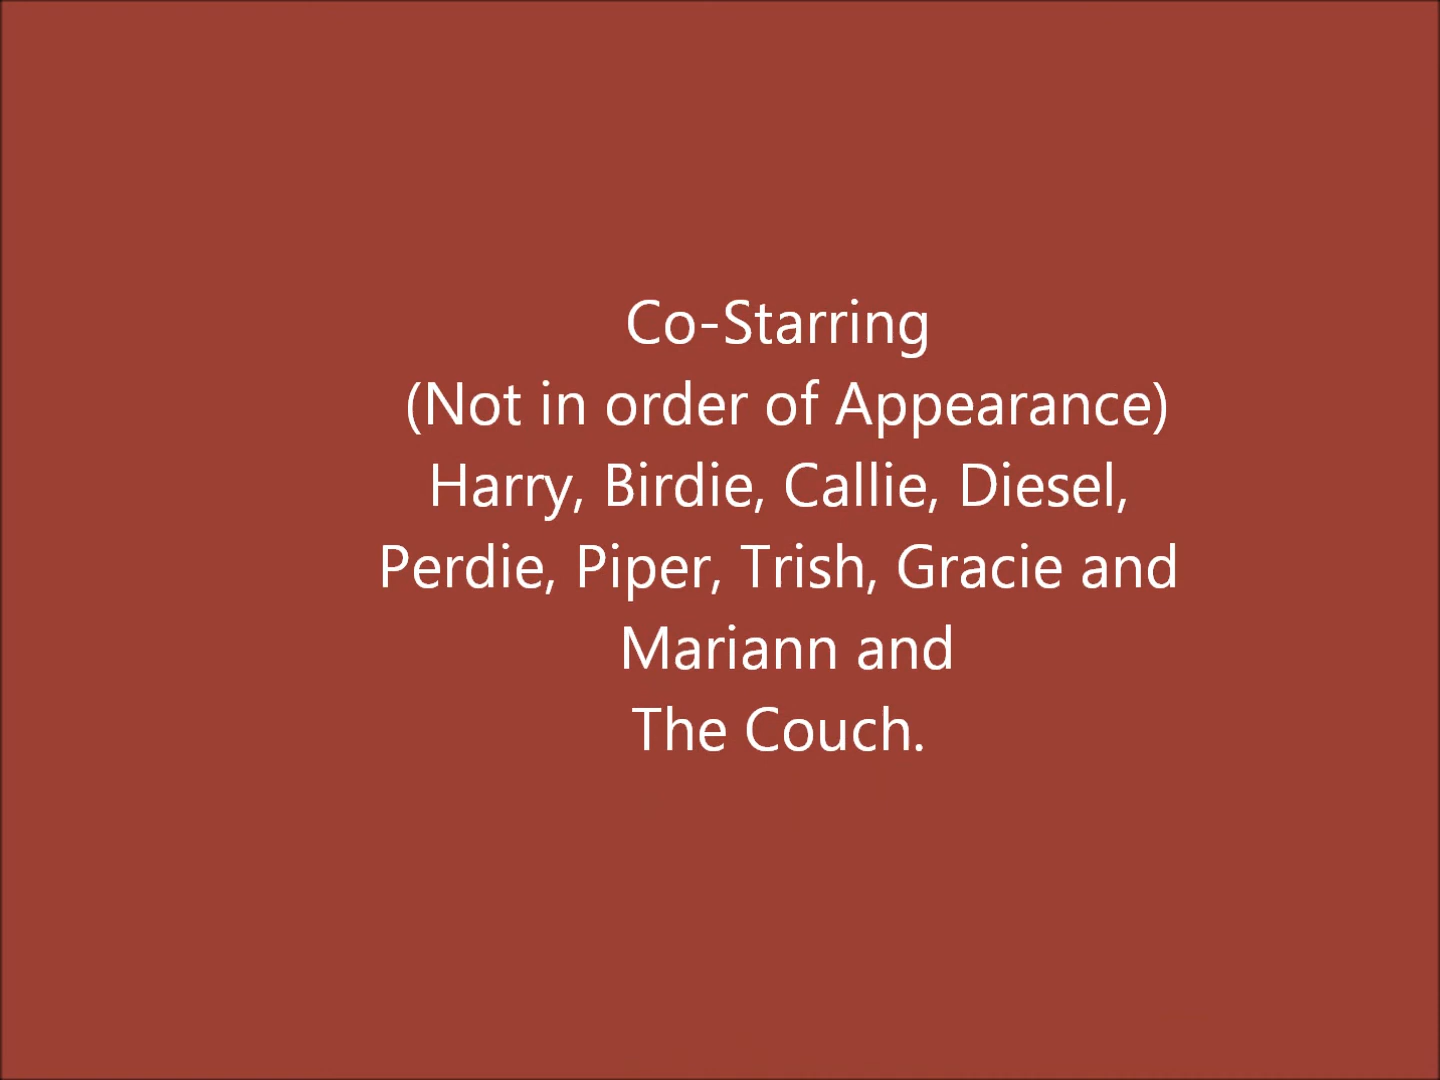 Co-Starring
(Not in order of Appearance)
Harry, Birdie, Callie, Diesel,
Perdie, Piper, Trish, Gracie and
Mariann and
The Couch.